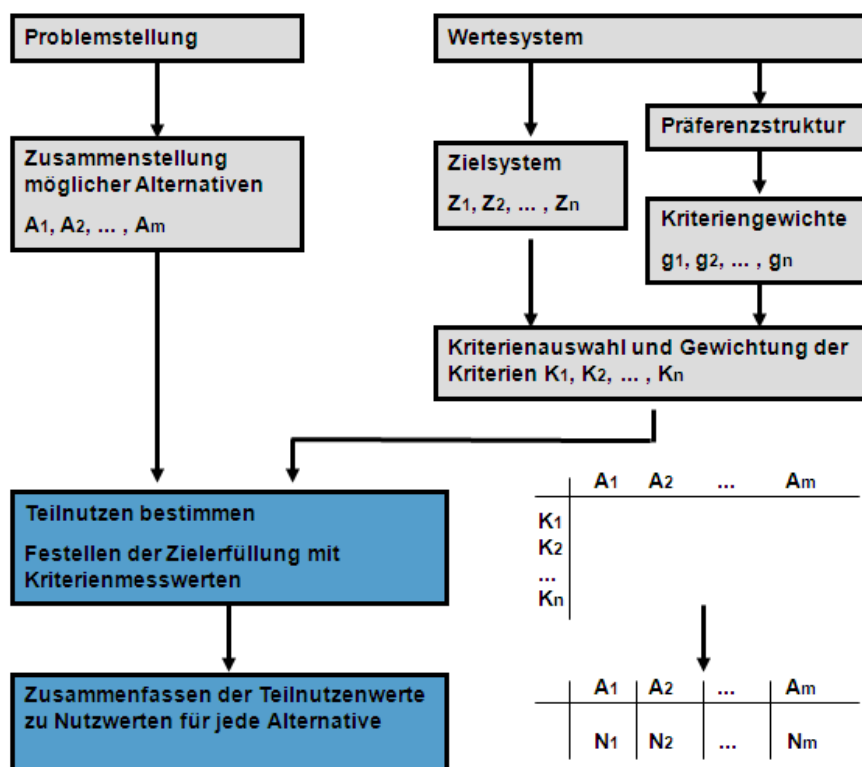 Problemstellung
Wertesystem
Präferenzstruktur
Zusammenstellung
möglicher Alternativen
A1, A2, ... , Am
Zielsystem
Z1, Z2, ... , Zn
Kriteriengewichte
g1, g2, ... , gn
Kriterienauswahl und Gewichtung der
Kriterien K1, K2, ... , Kn
Teilnutzen bestimmen
Festellen der Zielerfüllung mit
Kriterienmesswerten
A1 A2 ... Am
K1
K2
...
Kn
Zusammenfassen der Teilnutzenwerte
zu Nutzwerten für jede Alternative
A1 A2 ... Am
N1 N2 ... Nm